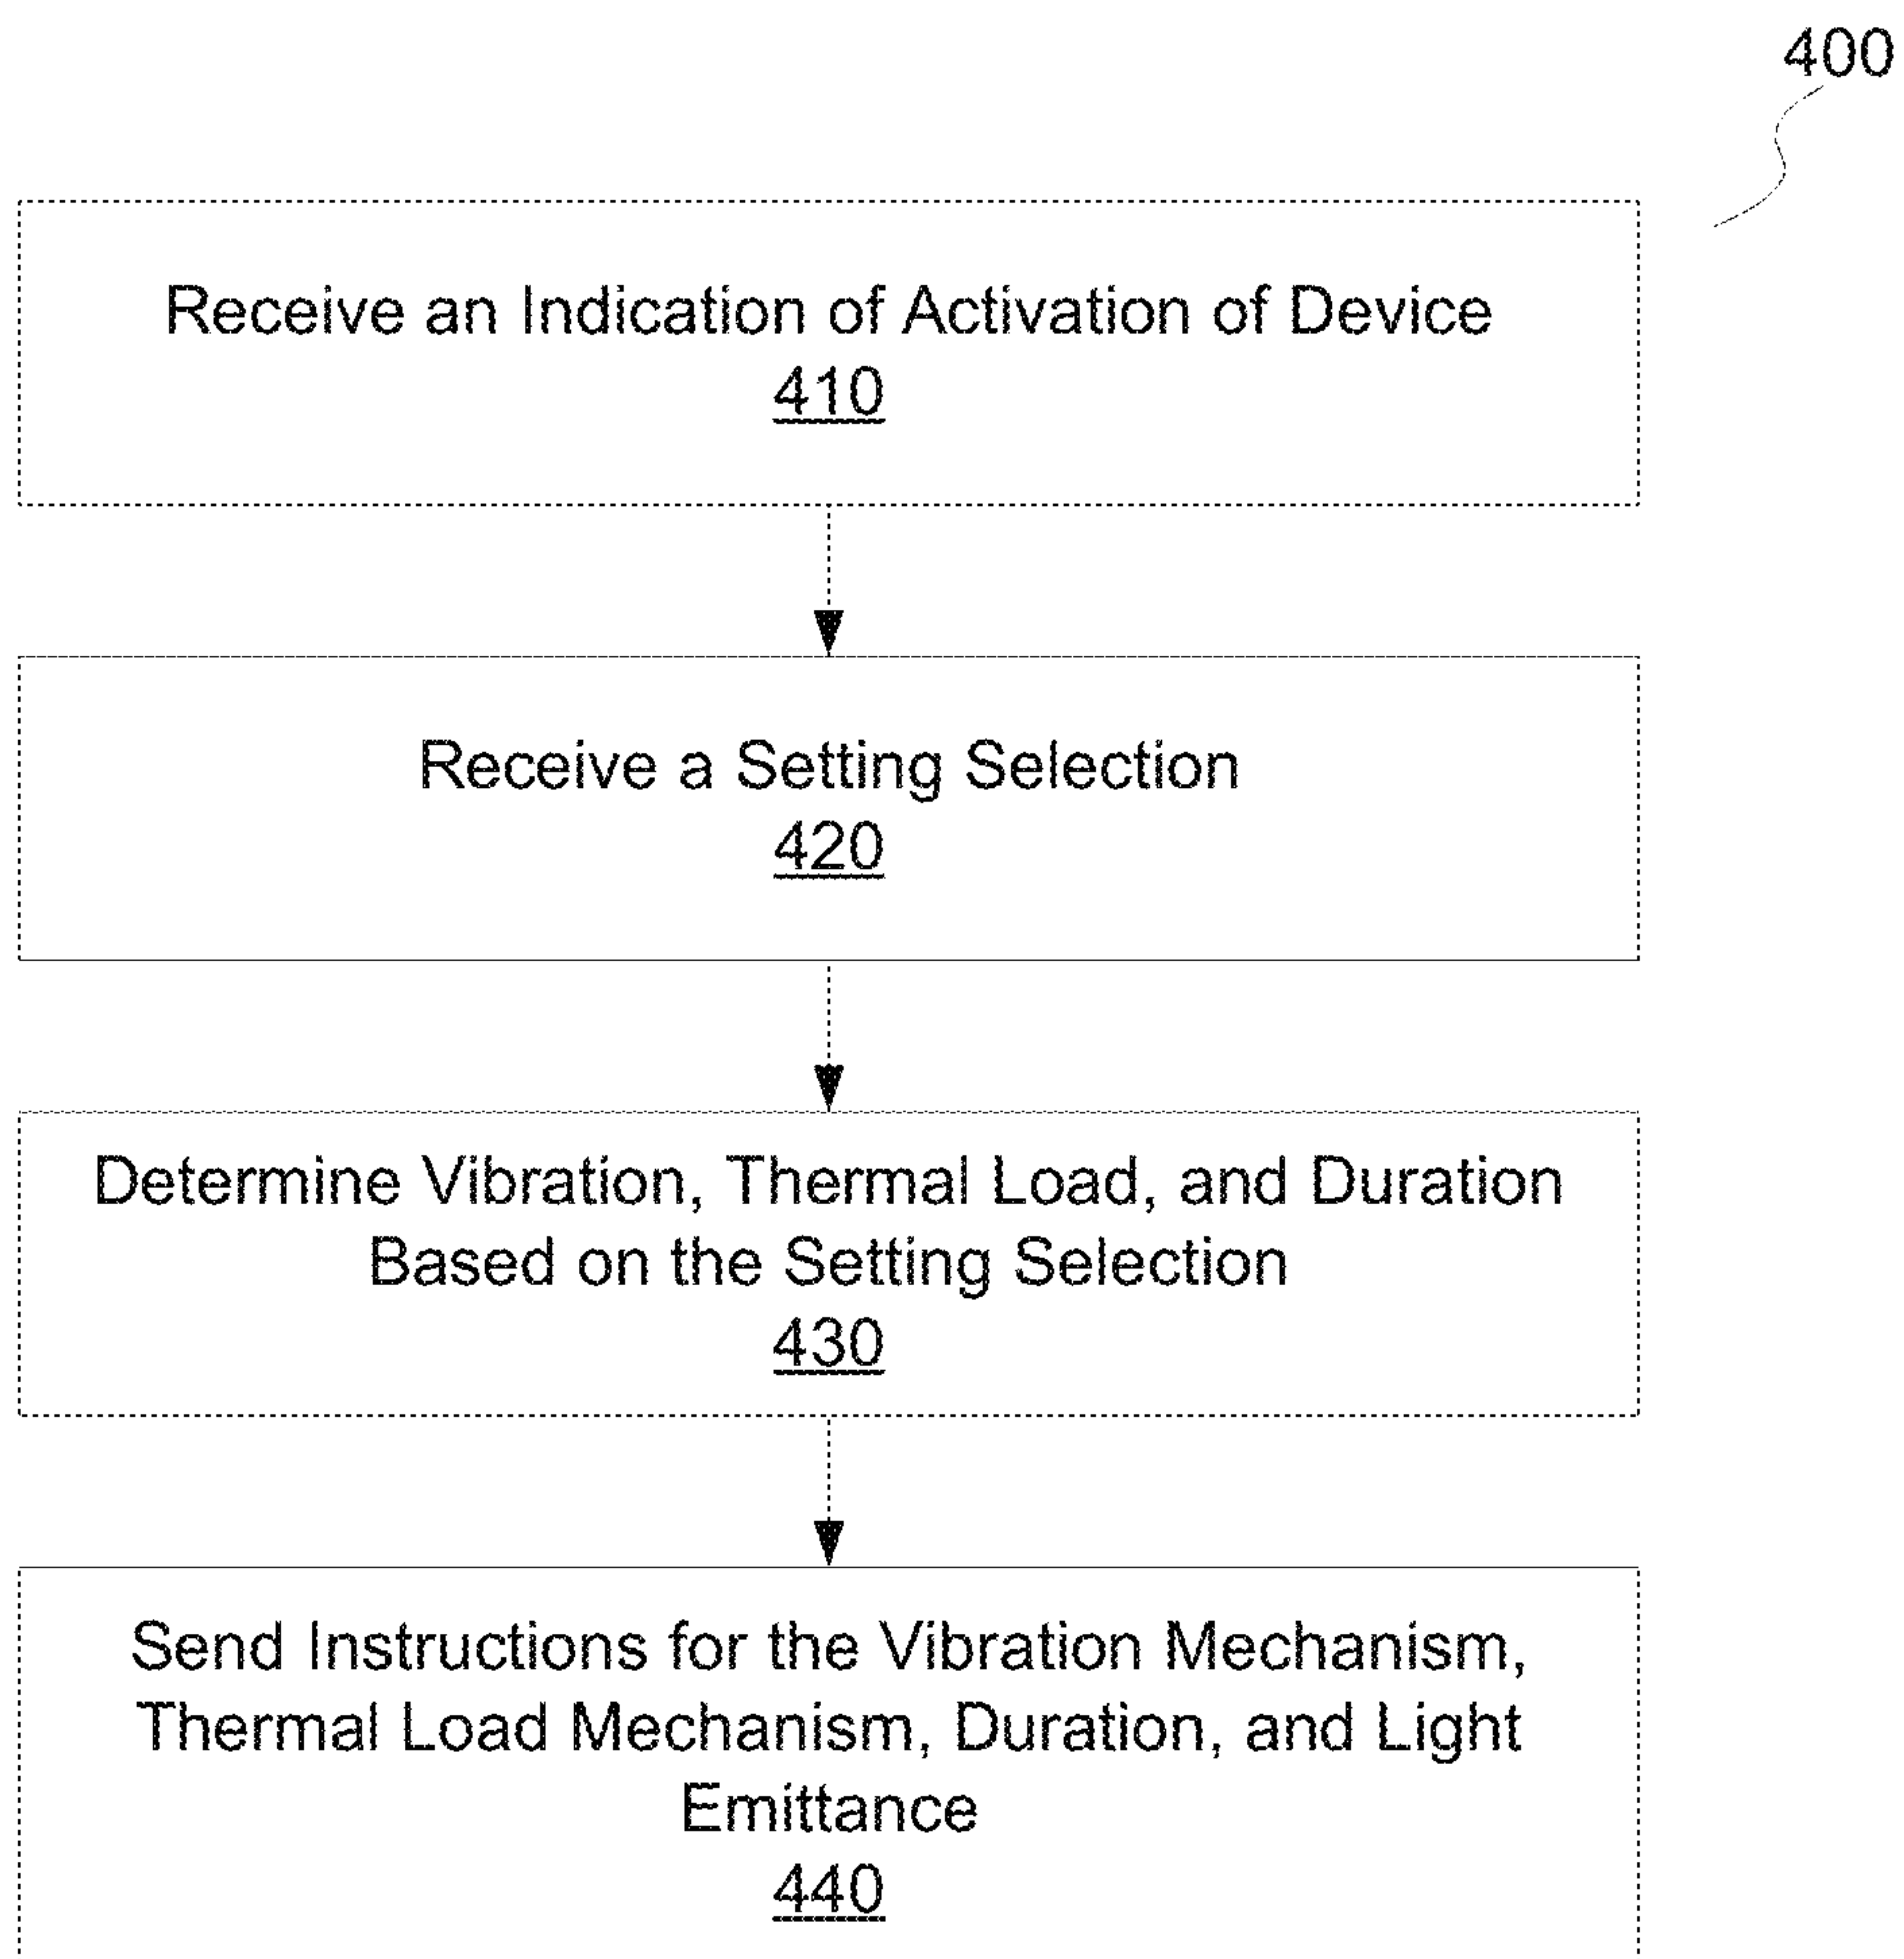 400
Receive an Indication of Activation of Device
410
Receive a Setting Selection
420
Determine Vibration, Thermal Load, and Duration
Based on the Setting Selection
430
Send Instructions for the Vibration Mechanism,
Thermal Load Mechanism, Duration, and Light
Emittance
440